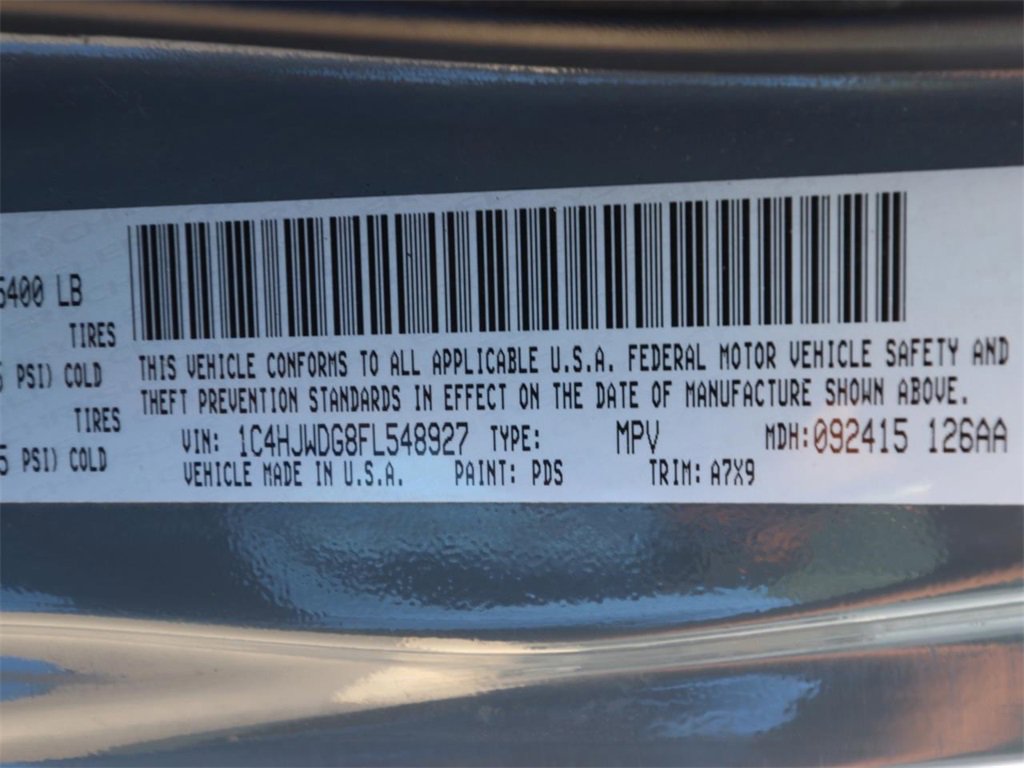 6400 LB
TIRES
PSI) COLD
TIRES
5 PSI) COLD
THIS VEHICLE CONFORMS TO ALL APPLICABLE U.S.A. FEDERAL MOTOR VEHICLE SAFETY AND
THEFT PREVENTION STANDARDS IN EFFECT ON THE DATE OF MANUFACTURE SHOWN ABOVE.
VIN: 1C4HJWDG8FL548927 TYPE: MPV MDH: 092415 126AA
VEHICLE MADE IN U.S.A. PAINT: PDS TRIM: A7X9